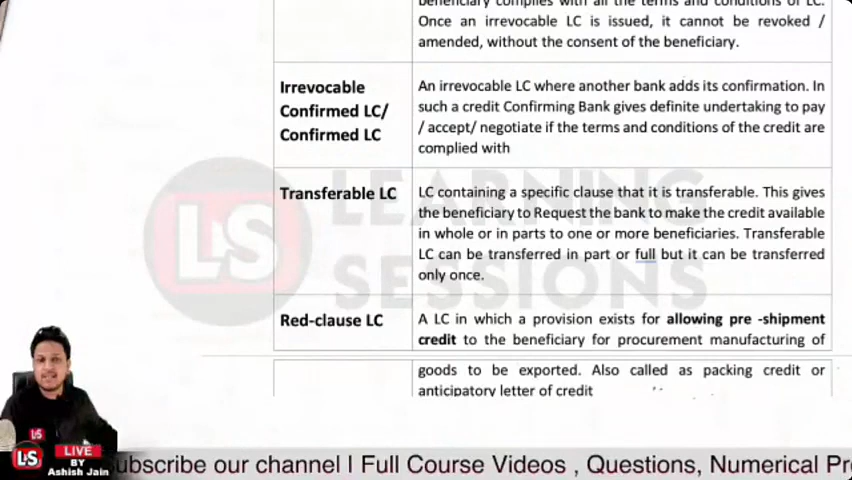 beneficiary complies with all the terms and conditions of LC.
Once an irrevocable LC is issued, it cannot be revoked /
amended, without the consent of the beneficiary.
Irrevocable
Confirmed LC/
Confirmed LC
An irrevocable LC where another bank adds its confirmation. In
such a credit Confirming Bank gives definite undertaking to pay
/ accept/ negotiate if the terms and conditions of the credit are
complied with
Transferable LC
LC containing a specific clause that it is transferable. This gives
the beneficiary to Request the bank to make the credit available
in whole or in parts to one or more beneficiaries. Transferable
LC can be transferred in part or full but it can be transferred
only once.
Red-clause LC
A LC in which a provision exists for allowing pre -shipment
credit to the beneficiary for procurement manufacturing of
goods to be exported. Also called as packing credit or
anticipatory letter of credit
LS
LEARNING
SESSIONS
LS
LS
LIVE
BY
Ashish Jain
ubscribe our channel I Full Course Videos , Questions, Numerical Pr